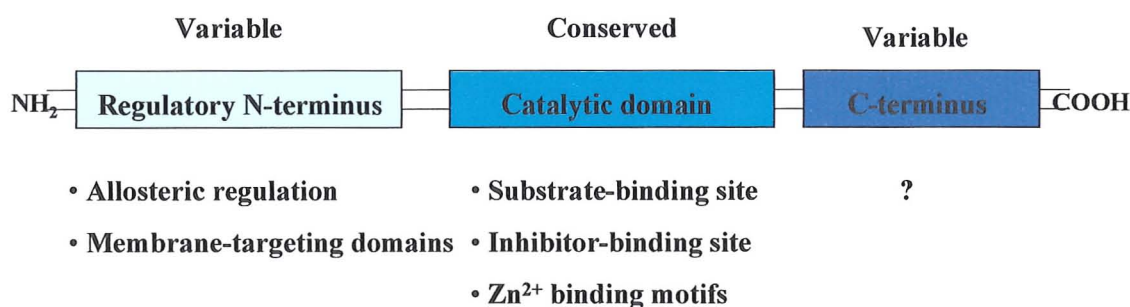 Variable Conserved Variable
NH₂ Regulatory N-terminus Catalytic domain C-terminus COOH
• Allosteric regulation • Substrate-binding site ?
• Membrane-targeting domains • Inhibitor-binding site
• Zn²⁺ binding motifs